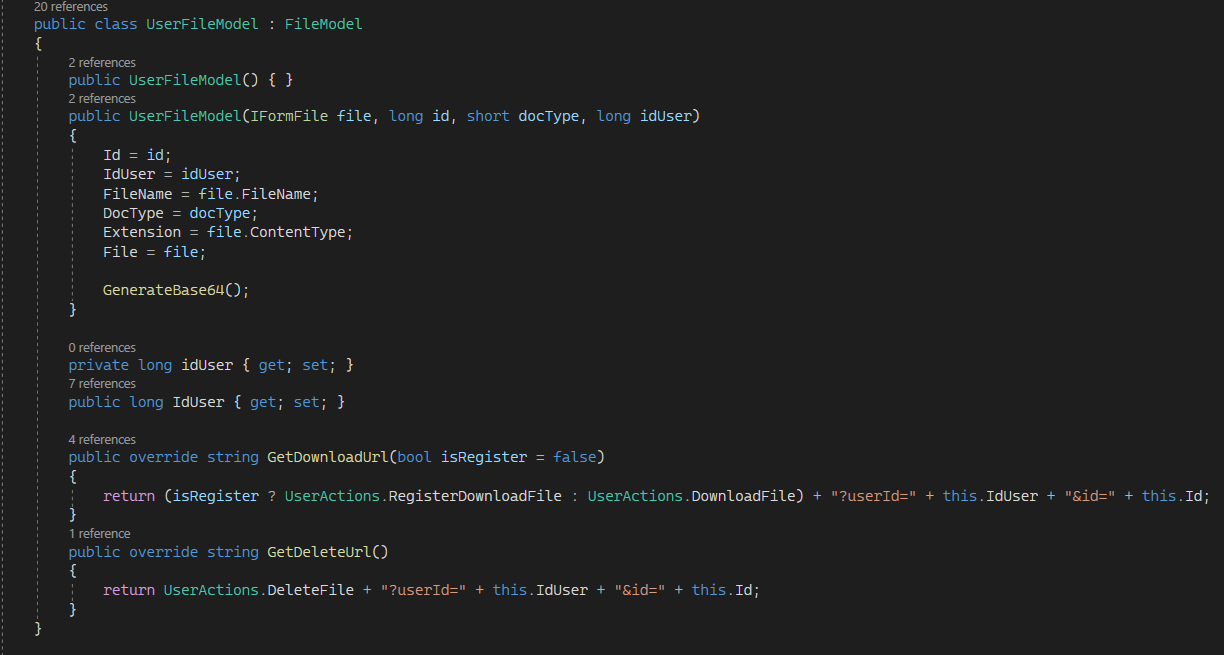 20 references
public class UserFileModel : FileModel
{
2 references
public UserFileModel() { }
2 references
public UserFileModel(IFormFile file, long id, short docType, long idUser)
{
Id = id;
IdUser = idUser;
FileName = file.FileName;
DocType = docType;
Extension = file.ContentType;
File = file;
GenerateBase64();
}
0 references
private long idUser { get; set; }
7 references
public long IdUser { get; set; }
4 references
public override string GetDownloadUrl(bool isRegister = false)
{
return (isRegister ? UserActions.RegisterDownloadFile : UserActions.DownloadFile) + "?userId=" + this.IdUser + "&id=" + this.Id;
}
1 reference
public override string GetDeleteUrl()
{
return UserActions.DeleteFile + "?userId=" + this.IdUser + "&id=" + this.Id;
}
}